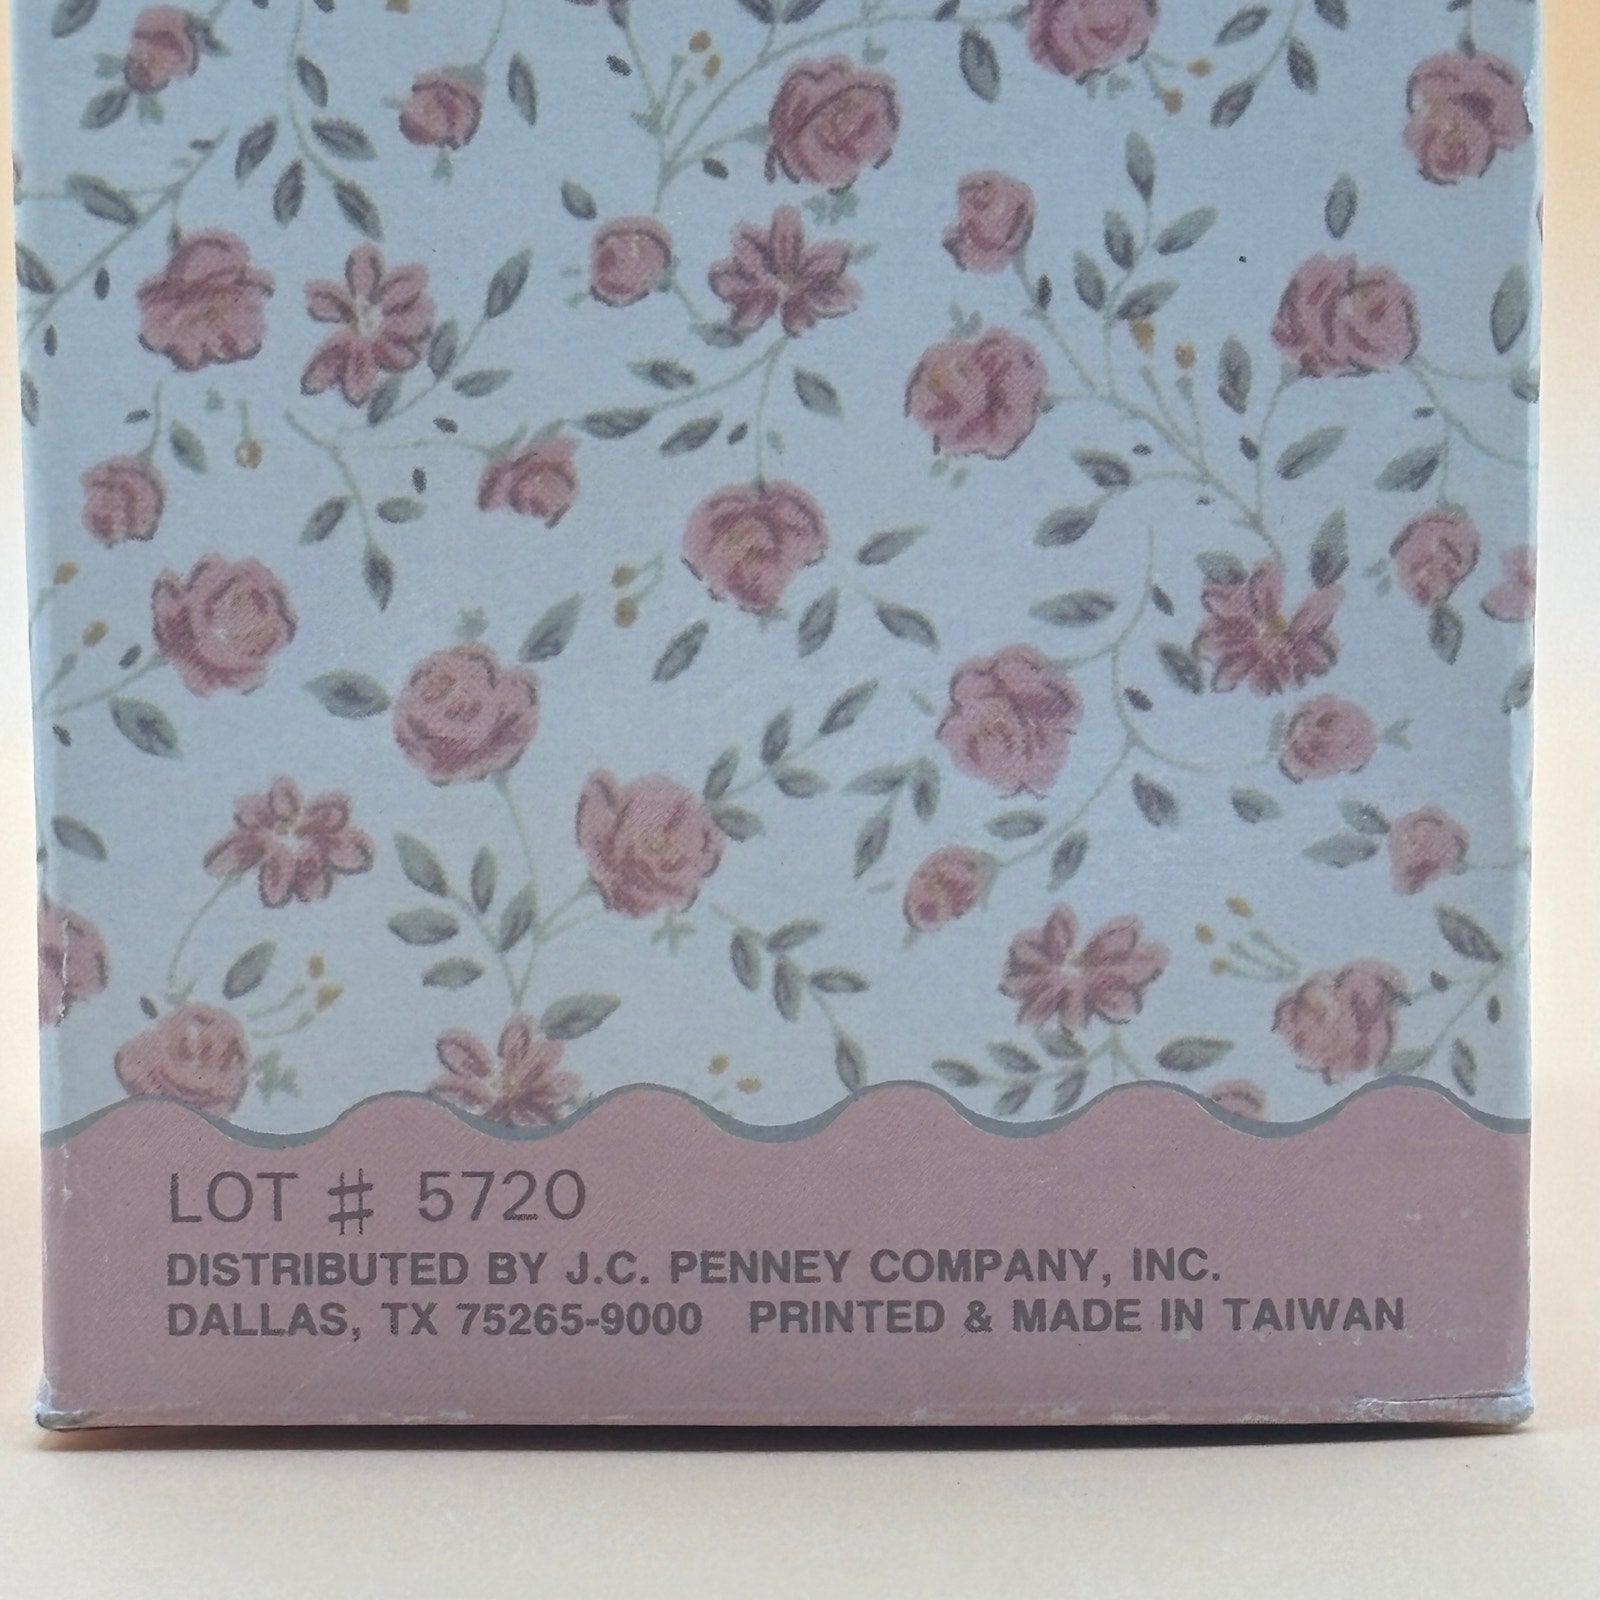 LOT # 5720
DISTRIBUTED BY J.C. PENNEY COMPANY, INC.
DALLAS, TX 75265-9000 PRINTED & MADE IN TAIWAN